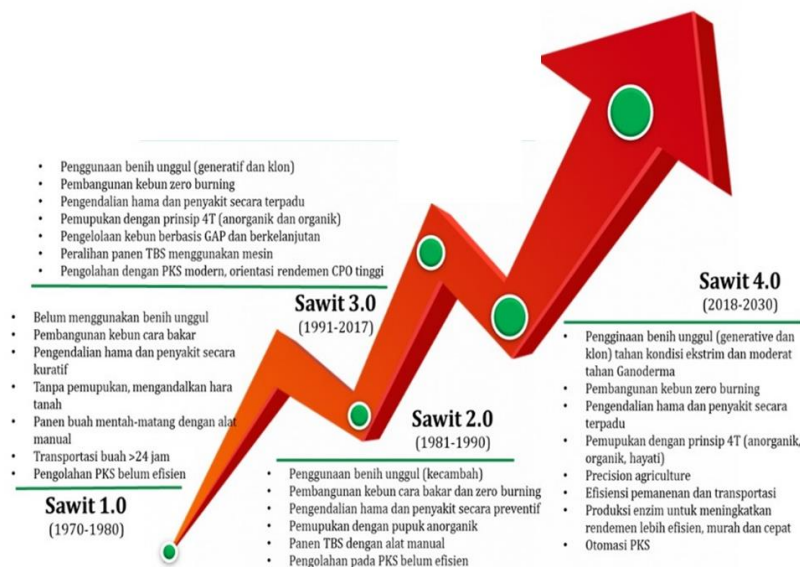 • Penggunaan benih unggul (generatif dan klon)
• Pembangunan kebun zero burning
• Pengendalian hama dan penyakit secara terpadu
• Pemupukan dengan prinsip 4T (anorganik dan organik)
• Pengelolaan kebun berbasis GAP dan berkelanjutan
• Peralihan panen TBS menggunakan mesin
• Pengolahan dengan PKS modern, orientasi rendemen CPO tinggi
Sawit 3.0
(1991-2017)
• Belum menggunakan benih unggul
• Pembangunan kebun cara bakar
• Pengendalian hama dan penyakit secara
kuratif
• Tanpa pemupukan, mengandalkan hara
tanah
• Panen buah mentah-matang dengan alat
manual
• Transportasi buah >24 jam
• Pengolahan PKS belum efisien
Sawit 1.0
(1970-1980)
Sawit 2.0
(1981-1990)
• Penggunaan benih unggul (kecambah)
• Pembangunan kebun cara bakar dan zero burning
• Pengendalian hama dan penyakit secara preventif
• Pemupukan dengan pupuk anorganik
• Panen TBS dengan alat manual
• Pengolahan pada PKS belum efisien
Sawit 4.0
(2018-2030)
• Pengginaan benih unggul (generative dan
klon) tahan kondisi ekstrim dan moderat
tahan Ganoderma
• Pembangunan kebun zero burning
• Pengendalian hama dan penyakit secara
terpadu
• Pemupukan dengan prinsip 4T (anorganik,
organik, hayati)
• Precision agriculture
• Efisiensi pemanenan dan transportasi
• Produksi enzim untuk meningkatkan
rendemen lebih efisien, murah dan cepat
• Otomasi PKS